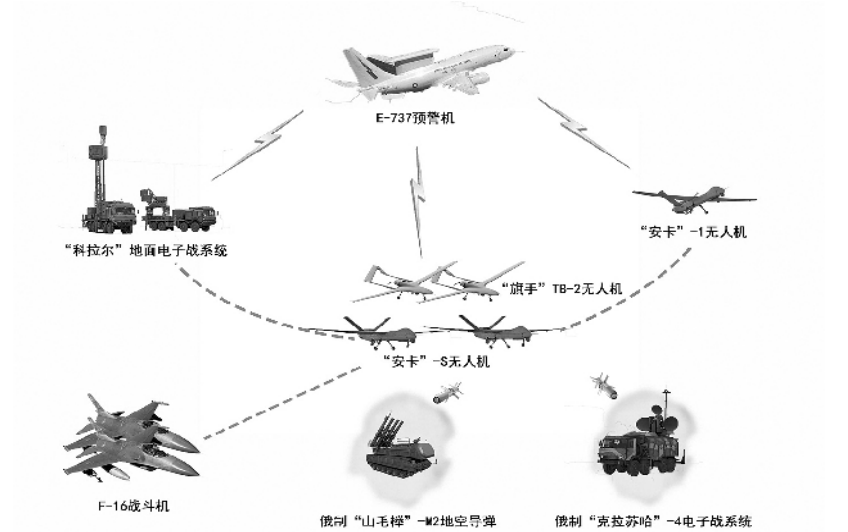 E-737预警机
“科拉尔”地面电子战系统
“安卡”-1无人机
“旗手”TB-2无人机
“安卡”-S无人机
F-16战斗机
俄制“山毛榉”-M2地空导弹
俄制“克拉苏哈”-4电子战系统